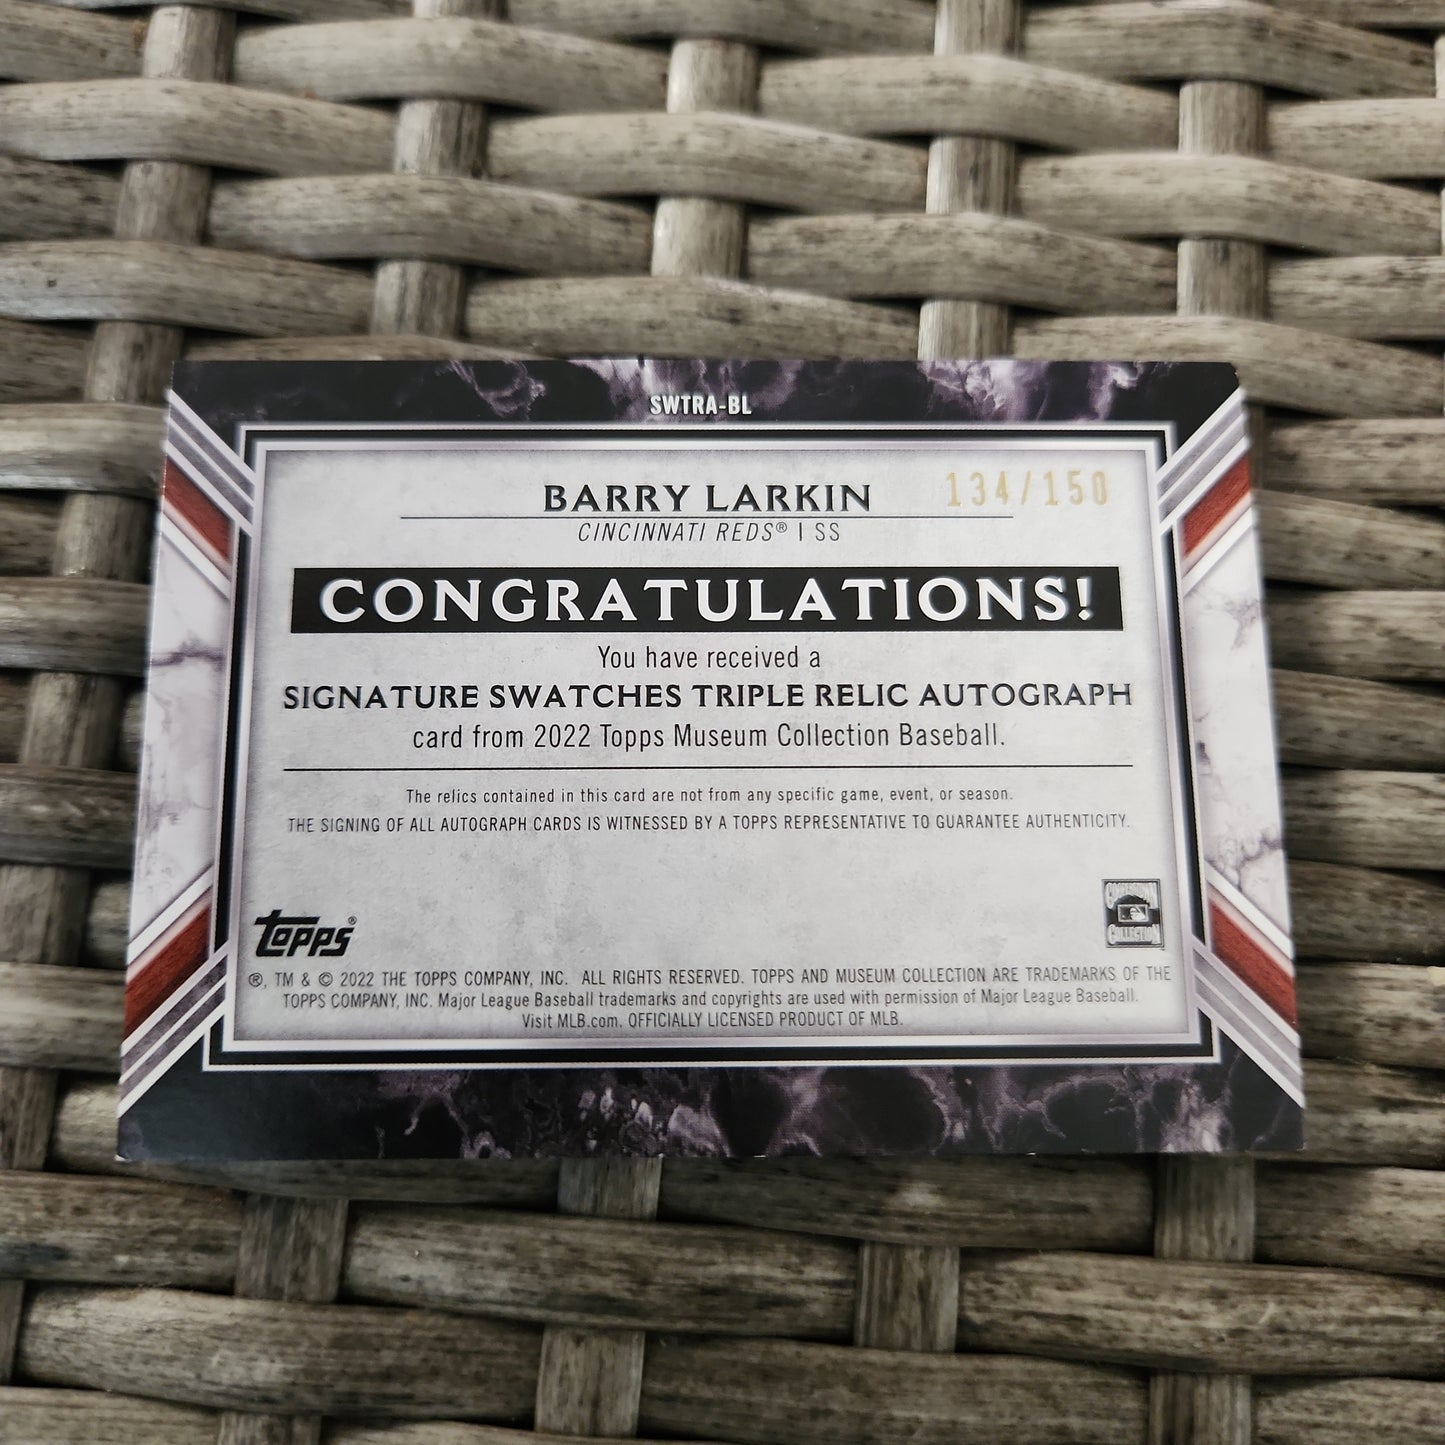 SWTRA-BL
BARRY LARKIN 134/150
CINCINNATI REDS® | SS
CONGRATULATIONS!
You have received a
SIGNATURE SWATCHES TRIPLE RELIC AUTOGRAPH
card from 2022 Topps Museum Collection Baseball.
The relics contained in this card are not from any specific game, event, or season.
THE SIGNING OF ALL AUTOGRAPH CARDS IS WITNESSED BY A TOPPS REPRESENTATIVE TO GUARANTEE AUTHENTICITY.
topps®
COOPERSTOWN
COLLECTION
®, TM & © 2022 THE TOPPS COMPANY, INC. ALL RIGHTS RESERVED. TOPPS AND MUSEUM COLLECTION ARE TRADEMARKS OF THE
TOPPS COMPANY, INC. Major League Baseball trademarks and copyrights are used with permission of Major League Baseball.
Visit MLB.com. OFFICIALLY LICENSED PRODUCT OF MLB.